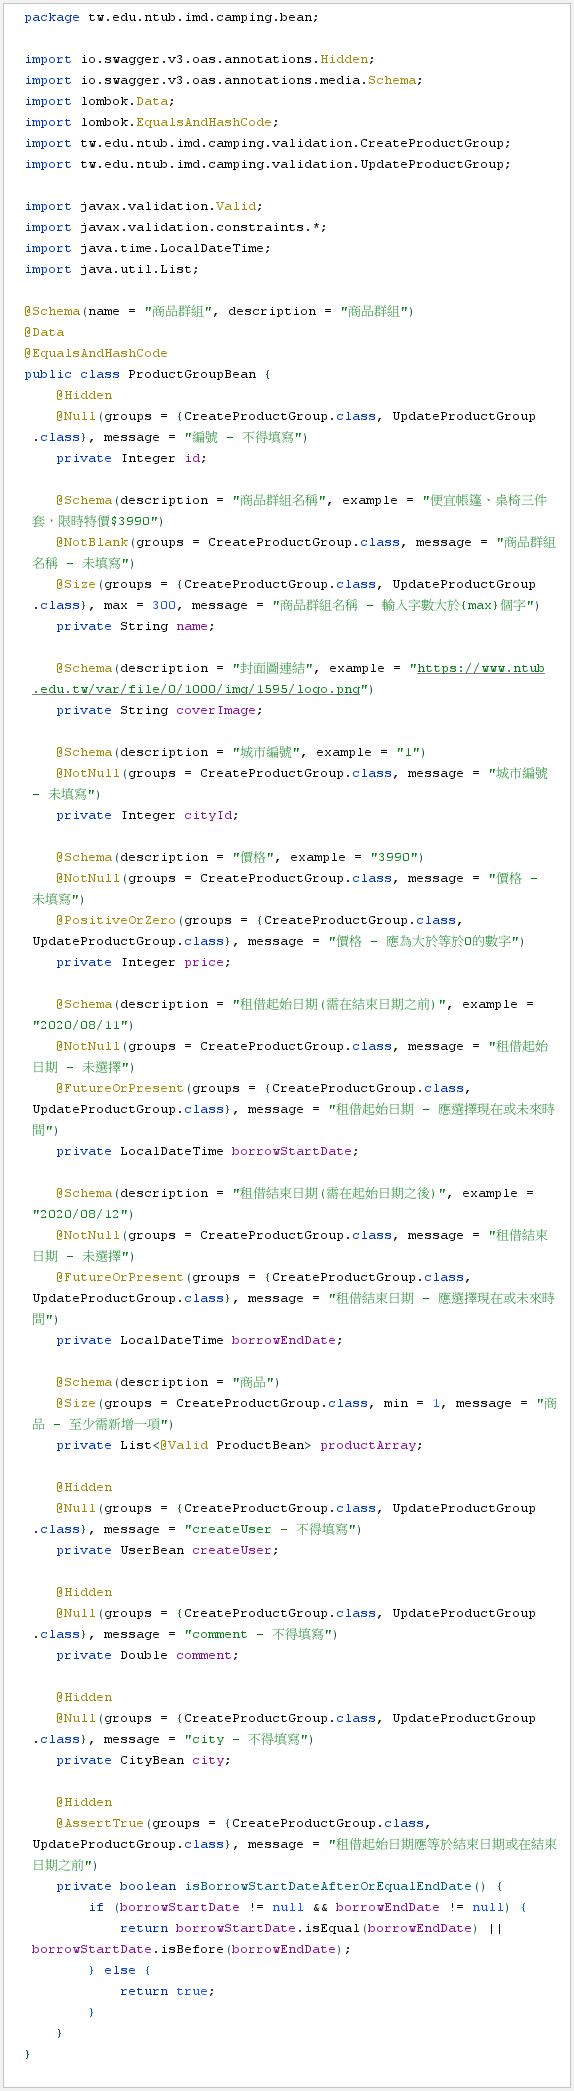 package tw.edu.ntub.imd.camping.bean;
import io.swagger.v3.oas.annotations.Hidden;
import io.swagger.v3.oas.annotations.media.Schema;
import lombok.Data;
import lombok.EqualsAndHashCode;
import tw.edu.ntub.imd.camping.validation.CreateProductGroup;
import tw.edu.ntub.imd.camping.validation.UpdateProductGroup;
import javax.validation.Valid;
import javax.validation.constraints.*;
import java.time.LocalDateTime;
import java.util.List;
@Schema(name = "商品群組", description = "商品群組")
@Data
@EqualsAndHashCode
public class ProductGroupBean {
@Hidden
@Null(groups = {CreateProductGroup.class, UpdateProductGroup
.class}, message = "編號 - 不得填寫")
private Integer id;
@Schema(description = "商品群組名稱", example = "便宜帳篷、桌椅三件
套，限時特價$3990")
@NotBlank(groups = CreateProductGroup.class, message = "商品群組
名稱 - 未填寫")
@Size(groups = {CreateProductGroup.class, UpdateProductGroup
.class}, max = 300, message = "商品群組名稱 - 輸入字數大於{max}個字")
private String name;
@Schema(description = "封面圖連結", example = "https://www.ntub
.edu.tw/var/file/0/1000/img/1595/logo.png")
private String coverImage;
@Schema(description = "城市編號", example = "1")
@NotNull(groups = CreateProductGroup.class, message = "城市編號
- 未填寫")
private Integer cityId;
@Schema(description = "價格", example = "3990")
@NotNull(groups = CreateProductGroup.class, message = "價格 -
未填寫")
@PositiveOrZero(groups = {CreateProductGroup.class,
UpdateProductGroup.class}, message = "價格 - 應為大於等於0的數字")
private Integer price;
@Schema(description = "租借起始日期(需在結束日期之前)", example =
"2020/08/11")
@NotNull(groups = CreateProductGroup.class, message = "租借起始
日期 - 未選擇")
@FutureOrPresent(groups = {CreateProductGroup.class,
UpdateProductGroup.class}, message = "租借起始日期 - 應選擇現在或未來時
間")
private LocalDateTime borrowStartDate;
@Schema(description = "租借結束日期(需在起始日期之後)", example =
"2020/08/12")
@NotNull(groups = CreateProductGroup.class, message = "租借結束
日期 - 未選擇")
@FutureOrPresent(groups = {CreateProductGroup.class,
UpdateProductGroup.class}, message = "租借結束日期 - 應選擇現在或未來時
間")
private LocalDateTime borrowEndDate;
@Schema(description = "商品")
@Size(groups = CreateProductGroup.class, min = 1, message = "商
品 - 至少需新增一項")
private List<@Valid ProductBean> productArray;
@Hidden
@Null(groups = {CreateProductGroup.class, UpdateProductGroup
.class}, message = "createUser - 不得填寫")
private UserBean createUser;
@Hidden
@Null(groups = {CreateProductGroup.class, UpdateProductGroup
.class}, message = "comment - 不得填寫")
private Double comment;
@Hidden
@Null(groups = {CreateProductGroup.class, UpdateProductGroup
.class}, message = "city - 不得填寫")
private CityBean city;
@Hidden
@AssertTrue(groups = {CreateProductGroup.class,
UpdateProductGroup.class}, message = "租借起始日期應等於結束日期或在結束
日期之前")
private boolean isBorrowStartDateAfterOrEqualEndDate() {
if (borrowStartDate != null && borrowEndDate != null) {
return borrowStartDate.isEqual(borrowEndDate) ||
borrowStartDate.isBefore(borrowEndDate);
} else {
return true;
}
}
}